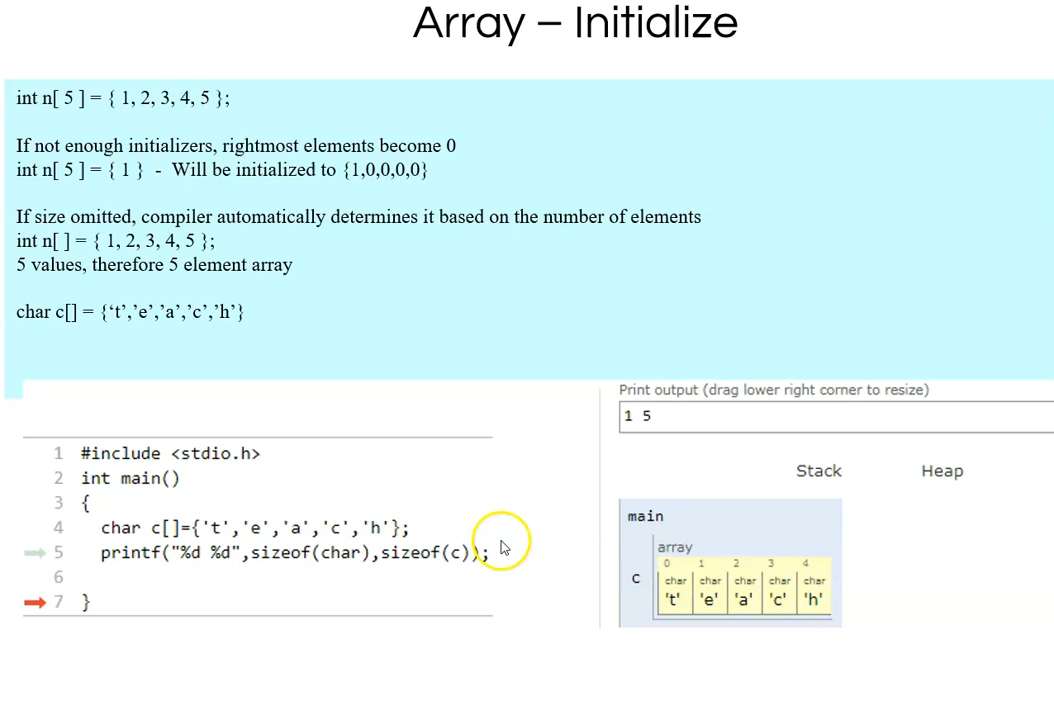 Array – Initialize
int n[ 5 ] = { 1, 2, 3, 4, 5 };
If not enough initializers, rightmost elements become 0
int n[ 5 ] = { 1 }  -  Will be initialized to {1,0,0,0,0}
If size omitted, compiler automatically determines it based on the number of elements
int n[ ] = { 1, 2, 3, 4, 5 };
5 values, therefore 5 element array
char c[] = {‘t’,’e’,’a’,’c’,’h’}
1 #include <stdio.h>
2 int main()
3 {
4 char c[]={'t','e','a','c','h'};
5 printf("%d %d",sizeof(char),sizeof(c));
6
7 }
Print output (drag lower right corner to resize)
1 5
Stack Heap
main
array
0 1 2 3 4
c
char char char char char
't' 'e' 'a' 'c' 'h'